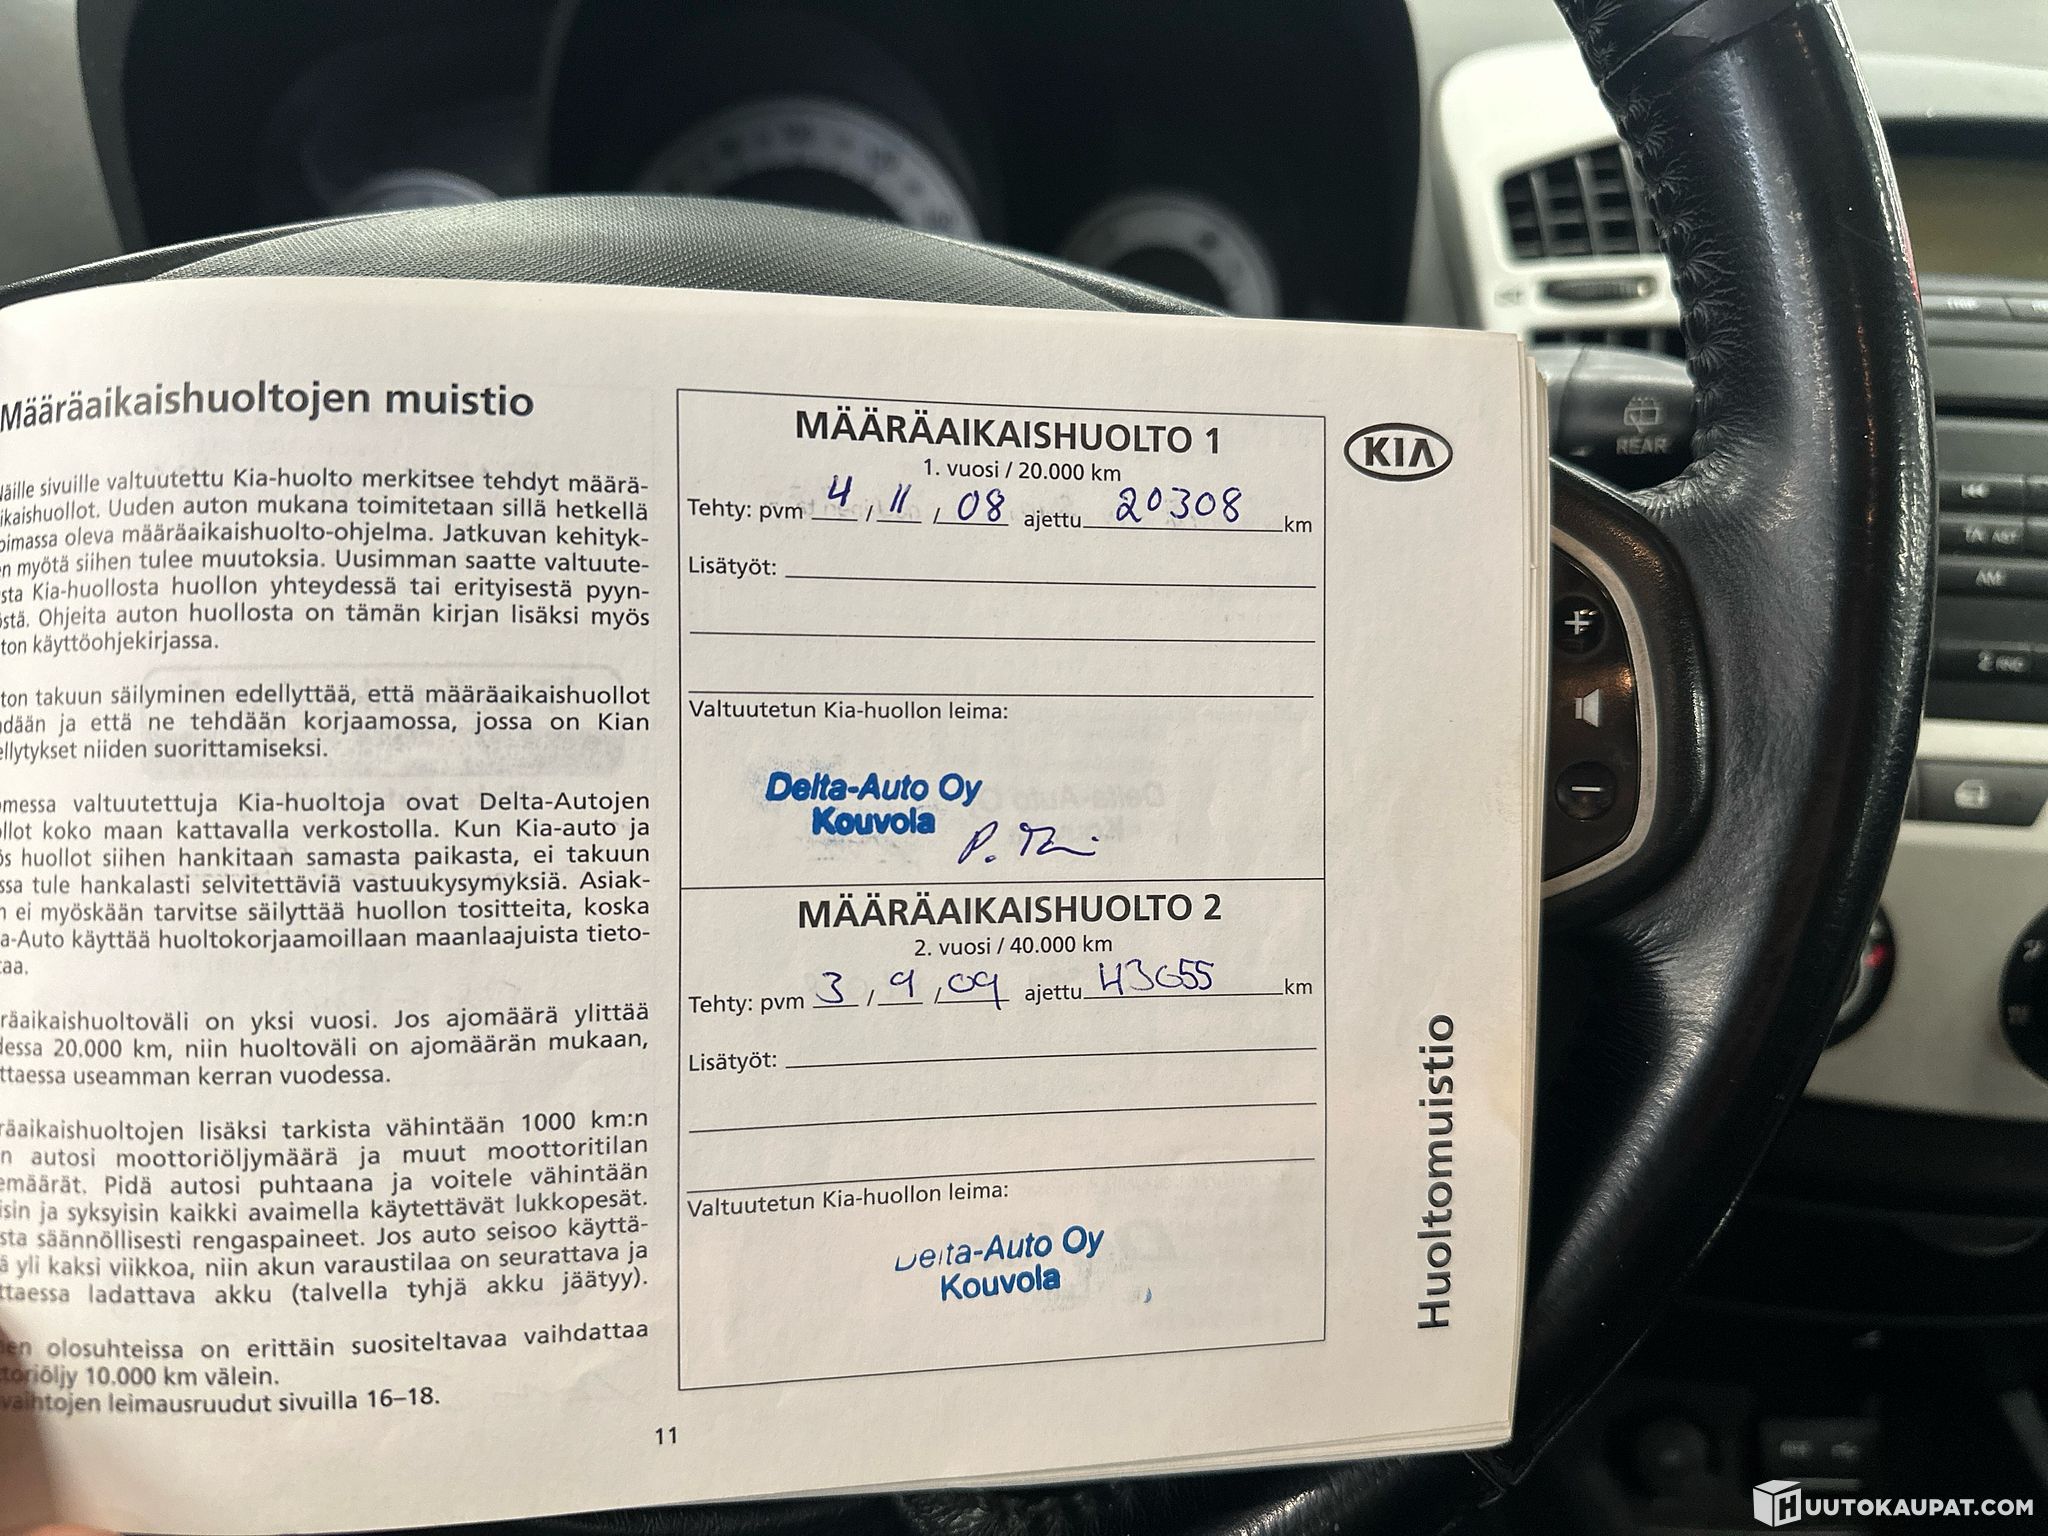 Määräaikaishuoltojen muistio
sivuille valtuutettu Kia-huolto merkitsee tehdyt määrä-
ikaishuollot. Uuden auton mukana toimitetaan sillä hetkellä
oimassa oleva määräaikaishuolto-ohjelma. Jatkuvan kehityk-
en myötä siihen tulee muutoksia. Uusimman saatte valtuute-
sta Kia-huollosta huollon yhteydessä tai erityisestä pyyn-
östä. Ohjeita auton huollosta on tämän kirjan lisäksi myös
ton käyttöohjekirjassa.
ton takuun säilyminen edellyttää, että määräaikaishuollot
hdään ja että ne tehdään korjaamossa, jossa on Kian
ellytykset niiden suorittamiseksi.
omessa valtuutettuja Kia-huoltoja ovat Delta-Autojen
ollot koko maan kattavalla verkostolla. Kun Kia-auto ja
ös huollot siihen hankitaan samasta paikasta, ei takuun
ssa tule hankalasti selvitettäviä vastuukysymyksiä. Asiak-
n ei myöskään tarvitse säilyttää huollon tositteita, koska
a-Auto käyttää huoltokorjaamoillaan maanlaajuista tieto-
taa.
räaikaishuoltoväli on yksi vuosi. Jos ajomäärä ylittää
dessa 20.000 km, niin huoltoväli on ajomäärän mukaan,
ttaessa useamman kerran vuodessa.
räaikaishuoltojen lisäksi tarkista vähintään 1000 km:n
n autosi moottoriöljymäärä ja muut moottoritilan
emäärät. Pidä autosi puhtaana ja voitele vähintään
isin ja syksyisin kaikki avaimella käytettävät lukkopesät.
sta säännöllisesti rengaspaineet. Jos auto seisoo käyttä-
ä yli kaksi viikkoa, niin akun varaustilaa on seurattava ja
ttaessa ladattava akku (talvella tyhjä akku jäätyy).
en olosuhteissa on erittäin suositeltavaa vaihdattaa
toriöljy 10.000 km välein.
vaihtojen leimausruudut sivuilla 16–18.
11
MÄÄRÄAIKAISHUOLTO 1
1. vuosi / 20.000 km
Tehty: pvm 4 / 11 / 08 ajettu 20308 km
Lisätyöt:
Valtuutetun Kia-huollon leima:
Delta-Auto Oy
Kouvola
MÄÄRÄAIKAISHUOLTO 2
2. vuosi / 40.000 km
Tehty: pvm 3 / 9 / 09 ajettu 43655 km
Lisätyöt:
Valtuutetun Kia-huollon leima:
Delta-Auto Oy
Kouvola
KIA
Huoltomuistio
REAR
AM
HUUTOKAUPAT.COM